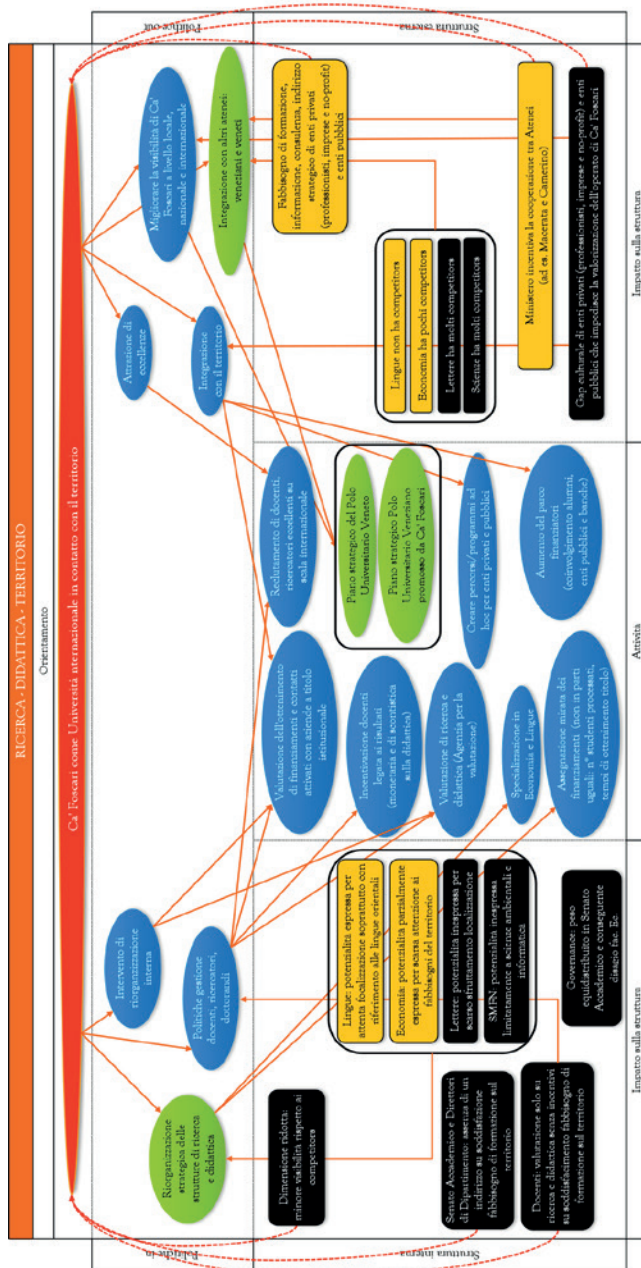 RICERCA - DIDATTICA - TERRITORIO
Orientamento
Ca' Foscari come Università internazionale in contatto con il territorio
Politiche in
Riorganizzazione
strategica delle
strutture di ricerca
e didattica
Intervento di
riorganizzazione
interna
Politiche gestione
docenti, ricercatori,
dottorandi
Attrazione di
eccellenze
Integrazione
con il territorio
Migliorare la visibilità di Ca'
Foscari a livello locale,
nazionale e internazionale
Integrazione con altri atenei:
veneziani e veneti
Politiche out
Struttura interna
Dimensione ridotta:
minore visibilità rispetto ai
competitors
Senato Accademico e Direttori
di Dipartimento: assenza di un
indirizzo su soddisfazione
fabbisogno di formazione sul
territorio
Docenti: valutazione solo su
ricerca e didattica senza incentivi
su soddisfacimento fabbisogno di
formazione sul territorio
Lingue: potenzialità espressa per
attenta focalizzazione soprattutto con
riferimento alle lingue orientali
Economia: potenzialità parzialmente
espressa per scarsa attenzione ai
fabbisogni del territorio
Lettere: potenzialità inespressa per
scarso sfruttamento localizzazione
SMFN: potenzialità inespressa
limitatamente a scienze ambientali e
informatica
Governance: peso
equidistribuito in Senato
Accademico e conseguente
disagio fac. Ec.
Valutazione dell'ottenimento
di finanziamenti e contatti
attivati con aziende a titolo
istituzionale
Incentivazione docenti
legata ai risultati
(monetaria e di scontistica
sulla didattica)
Valutazione di ricerca e
didattica (Agenzia per la
valutazione)
Specializzazione in
Economia e Lingue
Assegnazione mirata dei
finanziamenti (non in parti
uguali: n° studenti processati,
tempi di ottenimento titolo)
Reclutamento di docenti,
ricercatori eccellenti su
scala internazionale
Piano strategico del Polo
Universitario Veneto
Piano strategico Polo
Universitario Veneziano
promosso da Ca' Foscari
Creare percorsi/programmi ad
hoc per enti privati e pubblici
Aumento del parco
finanziatori
(coinvolgimento alumni,
enti pubblici e banche)
Lingue non ha competitors
Economia ha pochi competitors
Lettere ha molti competitors
Scienze ha molti competitors
Fabbisogno di formazione,
informazione, consulenza, indirizzo
strategico di enti privati
(professionisti, imprese e no-profit)
e enti pubblici
Ministero incentiva la cooperazione tra Atenei
(ad es. Macerata e Camerino)
Gap culturale di enti privati (professionisti, imprese e no-profit) e enti
pubblici che impedisce la valorizzazione dell'operato di Ca' Foscari
Struttura esterna
Impatto sulla struttura
Attività
Impatto sulla struttura